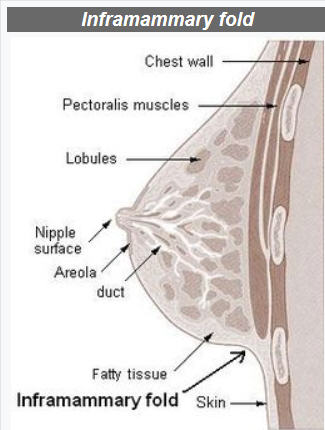 Inframammary fold
Chest wall
Pectoralis muscles
Lobules
Nipple
surface
Areola
duct
Fatty tissue
Inframammary fold
Skin